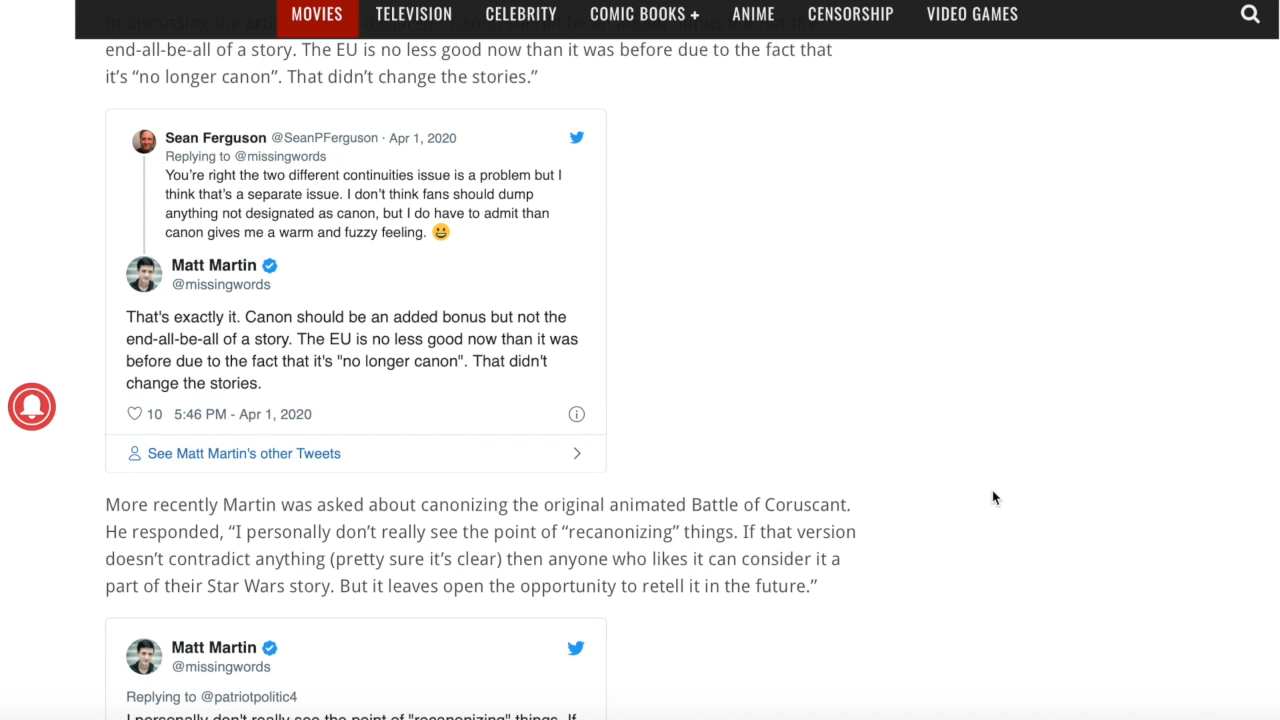 MOVIES TELEVISION CELEBRITY COMIC BOOKS + ANIME CENSORSHIP VIDEO GAMES
end-all-be-all of a story. The EU is no less good now than it was before due to the fact that
it’s “no longer canon”. That didn’t change the stories.”
Sean Ferguson @SeanPFerguson · Apr 1, 2020
Replying to @missingwords
You’re right the two different continuities issue is a problem but I
think that’s a separate issue. I don’t think fans should dump
anything not designated as canon, but I do have to admit than
canon gives me a warm and fuzzy feeling. 😀
Matt Martin
@missingwords
That's exactly it. Canon should be an added bonus but not the
end-all-be-all of a story. The EU is no less good now than it was
before due to the fact that it's "no longer canon". That didn't
change the stories.
10 5:46 PM - Apr 1, 2020
See Matt Martin's other Tweets
More recently Martin was asked about canonizing the original animated Battle of Coruscant.
He responded, “I personally don’t really see the point of “recanonizing” things. If that version
doesn’t contradict anything (pretty sure it’s clear) then anyone who likes it can consider it a
part of their Star Wars story. But it leaves open the opportunity to retell it in the future.”
Matt Martin
@missingwords
Replying to @patriotpolitic4
I personally don't really see the point of "recanonizing" things. If